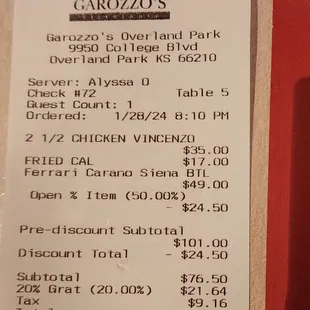 GAROZZO'S
Garozzo's Overland Park
9950 College Blvd
Overland Park KS 66210
Server: Alyssa D
Check #72 Table 5
Guest Count: 1
Ordered: 1/28/24 8:10 PM
2 1/2 CHICKEN VINCENZO
$35.00
FRIED CAL $17.00
Ferrari Carano Siena BTL
$49.00
Open % Item (50.00%)
- $24.50
Pre-discount Subtotal
$101.00
Discount Total - $24.50
Subtotal $76.50
20% Grat (20.00%) $21.64
Tax $9.16